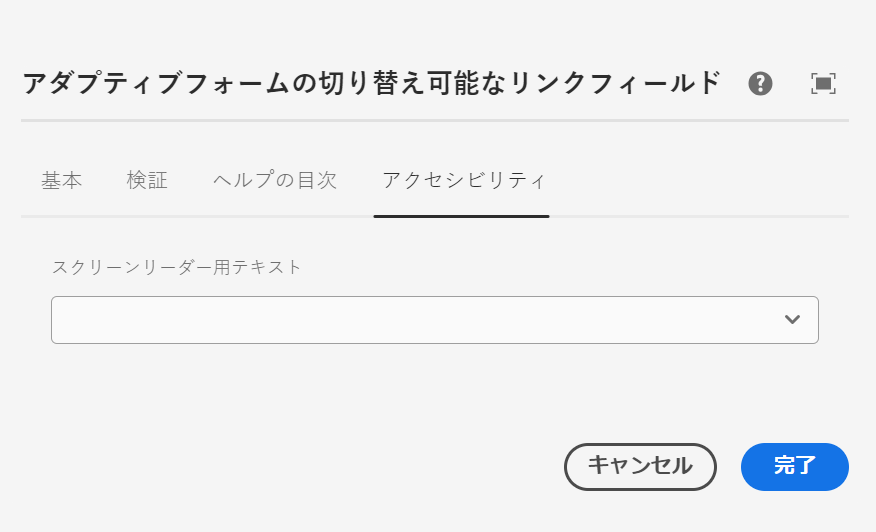 アダプティブフォームの切り替え可能なリンクフィールド
基本 検証 ヘルプの目次 アクセシビリティ
スクリーンリーダー用テキスト
キャンセル 完了